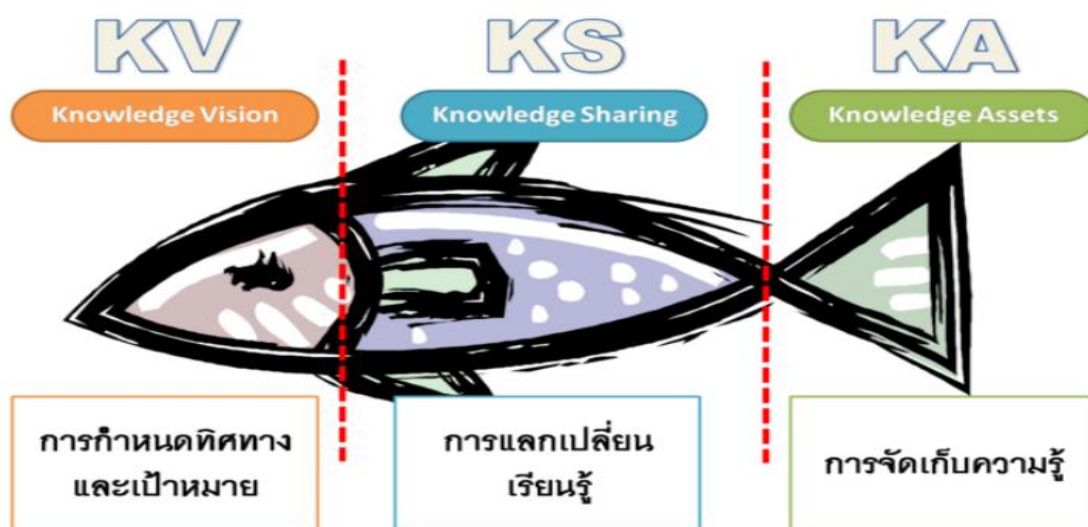 KV KS KA
Knowledge Vision Knowledge Sharing Knowledge Assets
การกำหนดทิศทาง
และเป้าหมาย
การแลกเปลี่ยน
เรียนรู้
การจัดเก็บความรู้